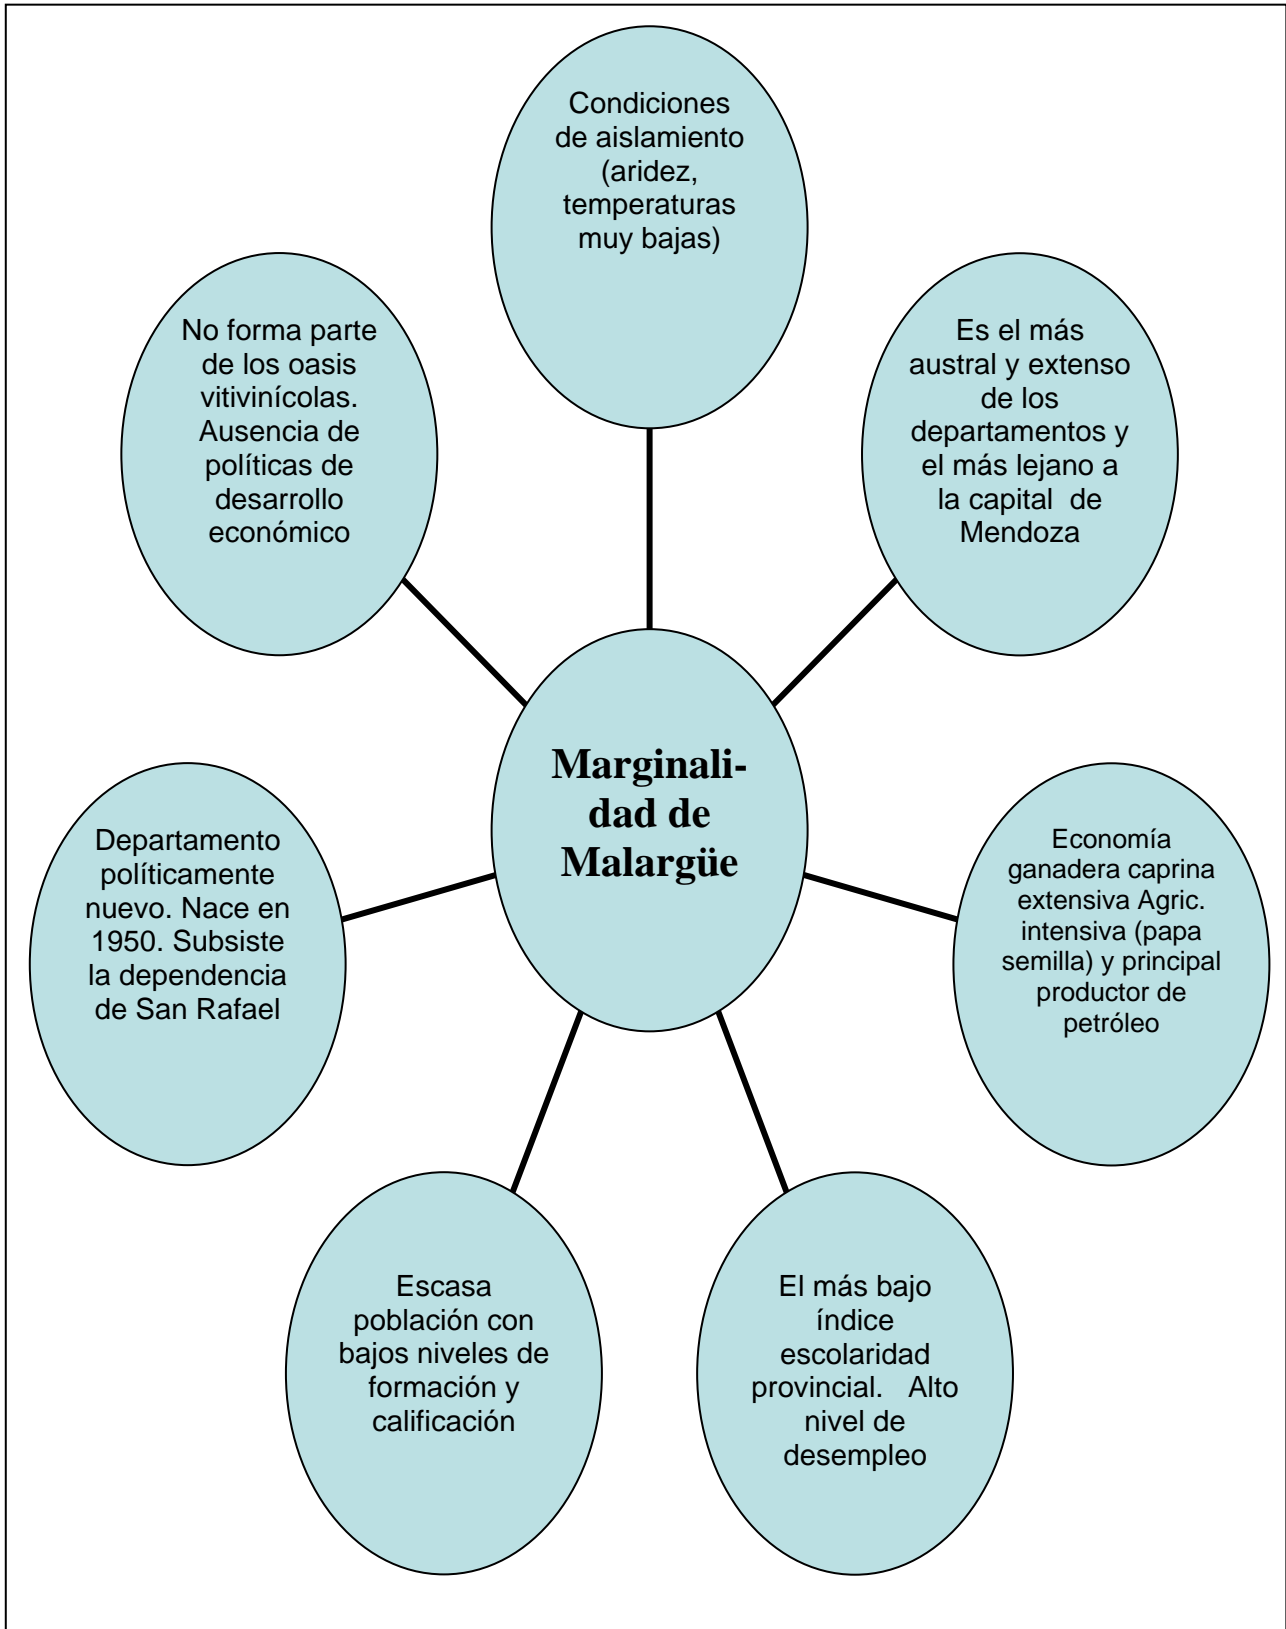 Condiciones
de aislamiento
(aridez,
temperaturas
muy bajas)
No forma parte
de los oasis
vitivinícolas.
Ausencia de
políticas de
desarrollo
económico
Es el más
austral y extenso
de los
departamentos y
el más lejano a
la capital de
Mendoza
Marginali-
dad de
Malargüe
Departamento
políticamente
nuevo. Nace en
1950. Subsiste
la dependencia
de San Rafael
Economía
ganadera caprina
extensiva Agric.
intensiva (papa
semilla) y principal
productor de
petróleo
Escasa
población con
bajos niveles de
formación y
calificación
El más bajo
índice
escolaridad
provincial. Alto
nivel de
desempleo